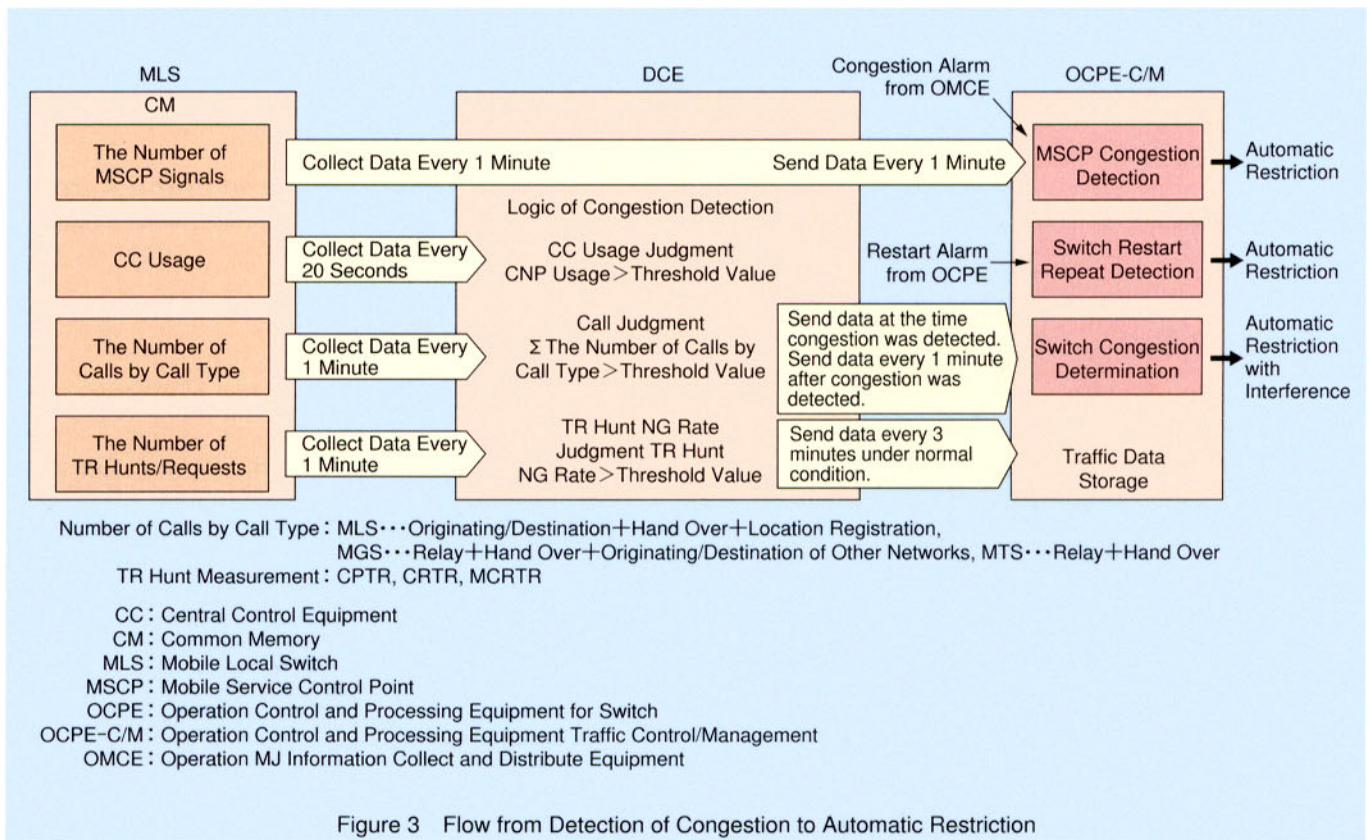 MLS
CM
The Number of
MSCP Signals
CC Usage
The Number of
Calls by Call Type
The Number of
TR Hunts/Requests
Collect Data Every 1 Minute
Send Data Every 1 Minute
Collect Data Every
20 Seconds
Collect Data Every
1 Minute
Collect Data Every
1 Minute
DCE
Logic of Congestion Detection
CC Usage Judgment
CNP Usage>Threshold Value
Call Judgment
Σ The Number of Calls by
Call Type>Threshold Value
TR Hunt NG Rate
Judgment TR Hunt
NG Rate>Threshold Value
Congestion Alarm
from OMCE
Restart Alarm
from OCPE
Send data at the time
congestion was detected.
Send data every 1 minute
after congestion was
detected.
Send data every 3
minutes under normal
condition.
OCPE-C/M
MSCP Congestion
Detection
Switch Restart
Repeat Detection
Switch Congestion
Determination
Traffic Data
Storage
Automatic
Restriction
Automatic
Restriction
Automatic
Restriction
with
Interference
Number of Calls by Call Type : MLS···Originating/Destination+Hand Over+Location Registration,
MGS···Relay+Hand Over+Originating/Destination of Other Networks, MTS···Relay+Hand Over
TR Hunt Measurement : CPTR, CRTR, MCRTR
CC : Central Control Equipment
CM : Common Memory
MLS : Mobile Local Switch
MSCP : Mobile Service Control Point
OCPE : Operation Control and Processing Equipment for Switch
OCPE-C/M : Operation Control and Processing Equipment Traffic Control/Management
OMCE : Operation MJ Information Collect and Distribute Equipment
Figure 3 Flow from Detection of Congestion to Automatic Restriction